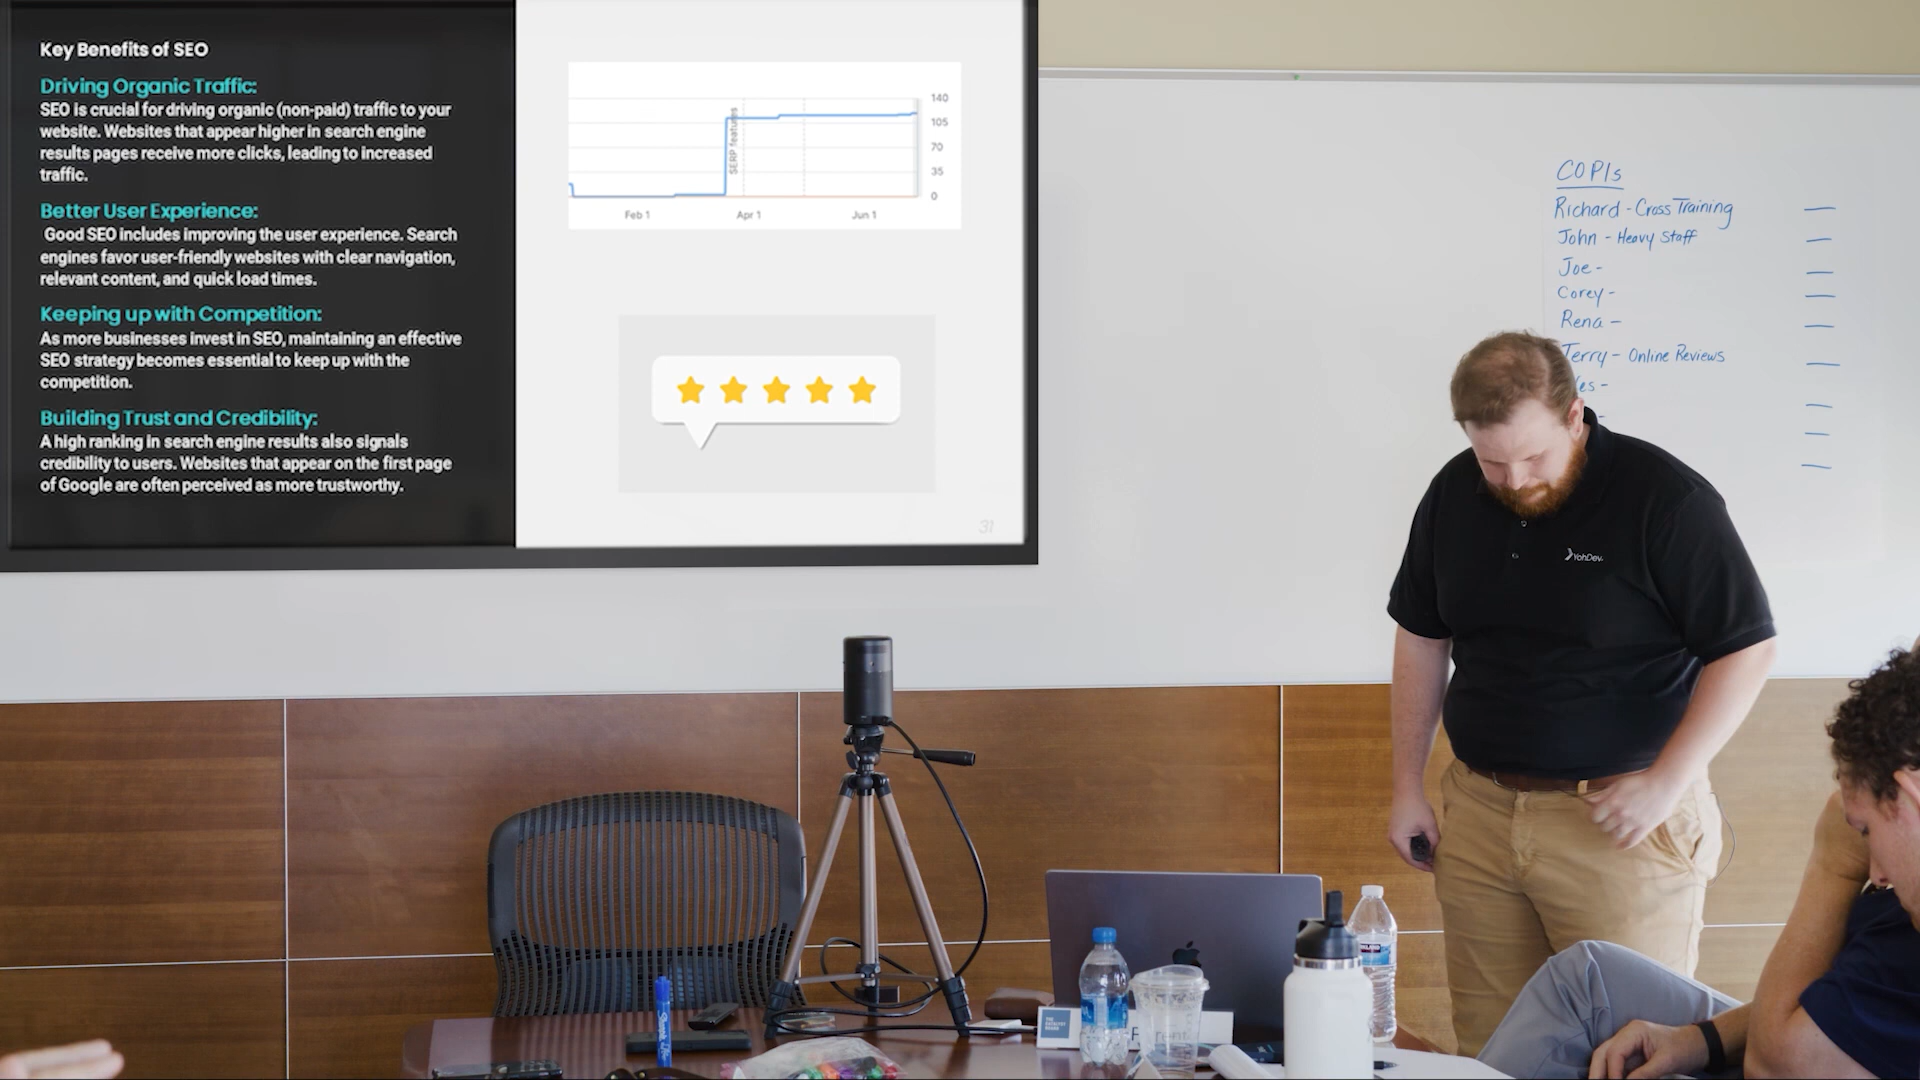 Key Benefits of SEO
Driving Organic Traffic:
SEO is crucial for driving organic (non-paid) traffic to your
website. Websites that appear higher in search engine
results pages receive more clicks, leading to increased
traffic.
Better User Experience:
Good SEO includes improving the user experience. Search
engines favor user-friendly websites with clear navigation,
relevant content, and quick load times.
Keeping up with Competition:
As more businesses invest in SEO, maintaining an effective
SEO strategy becomes essential to keep up with the
competition.
Building Trust and Credibility:
A high ranking in search engine results also signals
credibility to users. Websites that appear on the first page
of Google are often perceived as more trustworthy.
140
105
70
35
0
SERP features
Feb 1 Apr 1 Jun 1
31
COPIs
Richard - Cross Training
John - Heavy Staff
Joe -
Corey -
Rena -
Terry - Online Reviews
YohDev.